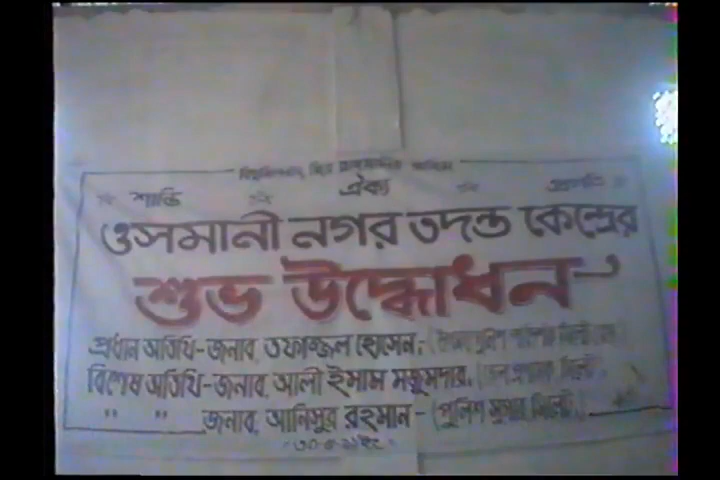 শান্তি ঐক্য
ওসমানী নগর তদন্ত কেন্দ্রের
শুভ উদ্ধোধন
প্রধান অতিথি-জনাব, তফাজ্জল হোসেন,-
বিশেষ অতিথি-জনাব, আলী ইমাম মজুমদার,
" " জনাব, আনিসুর রহমান - (পুলিশ সুপার, সিলেট,)